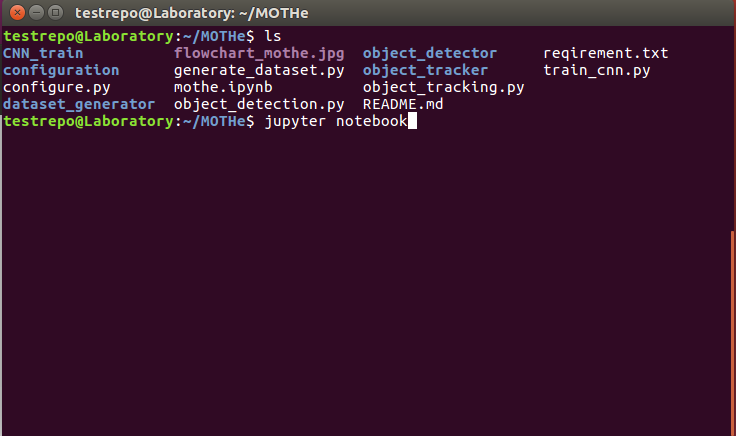 testrepo@Laboratory: ~/MOTHe
testrepo@Laboratory:~/MOTHe$ ls
CNN_train flowchart_mothe.jpg object_detector reqirement.txt
configuration generate_dataset.py object_tracker train_cnn.py
configure.py mothe.ipynb object_tracking.py
dataset_generator object_detection.py README.md
testrepo@Laboratory:~/MOTHe$ jupyter notebook